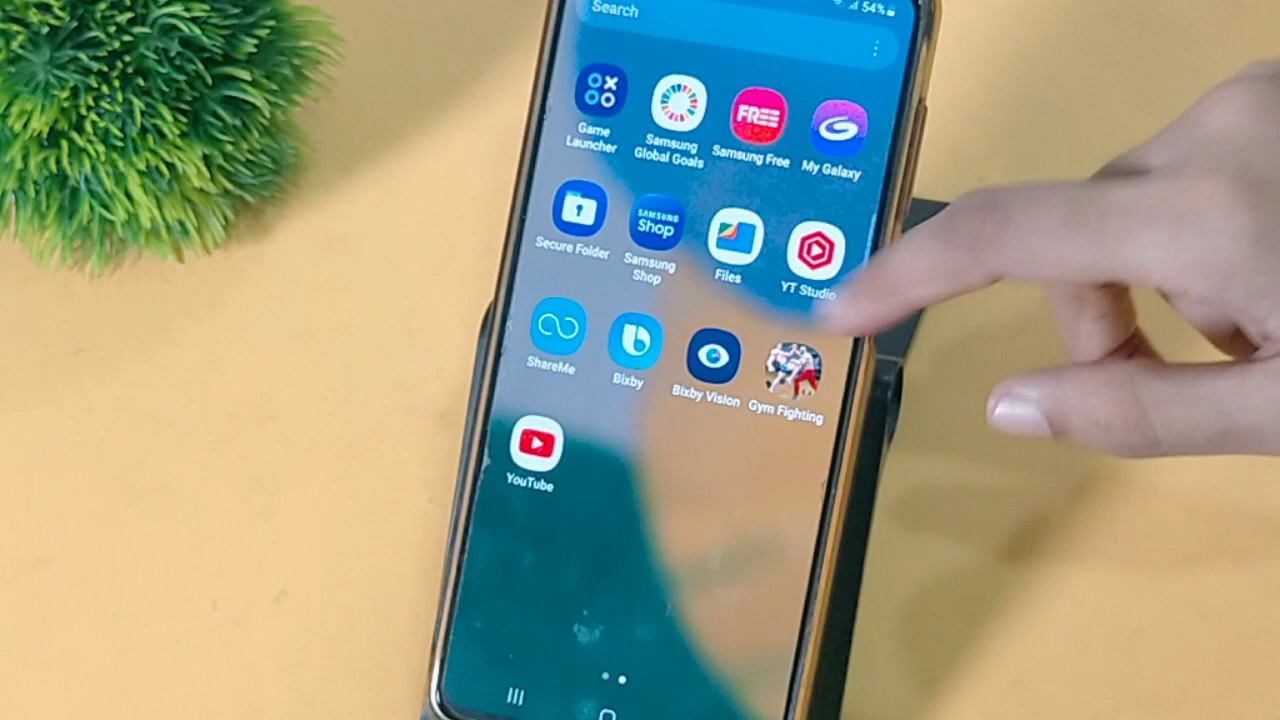 54%
Search
FREE
Game
Launcher
Samsung
Global Goals
Samsung Free
My Galaxy
SAMSUNG
Shop
Secure Folder
Samsung
Shop
Files
YT Studio
ShareMe
Bixby
Bixby Vision
Gym Fighting
YouTube